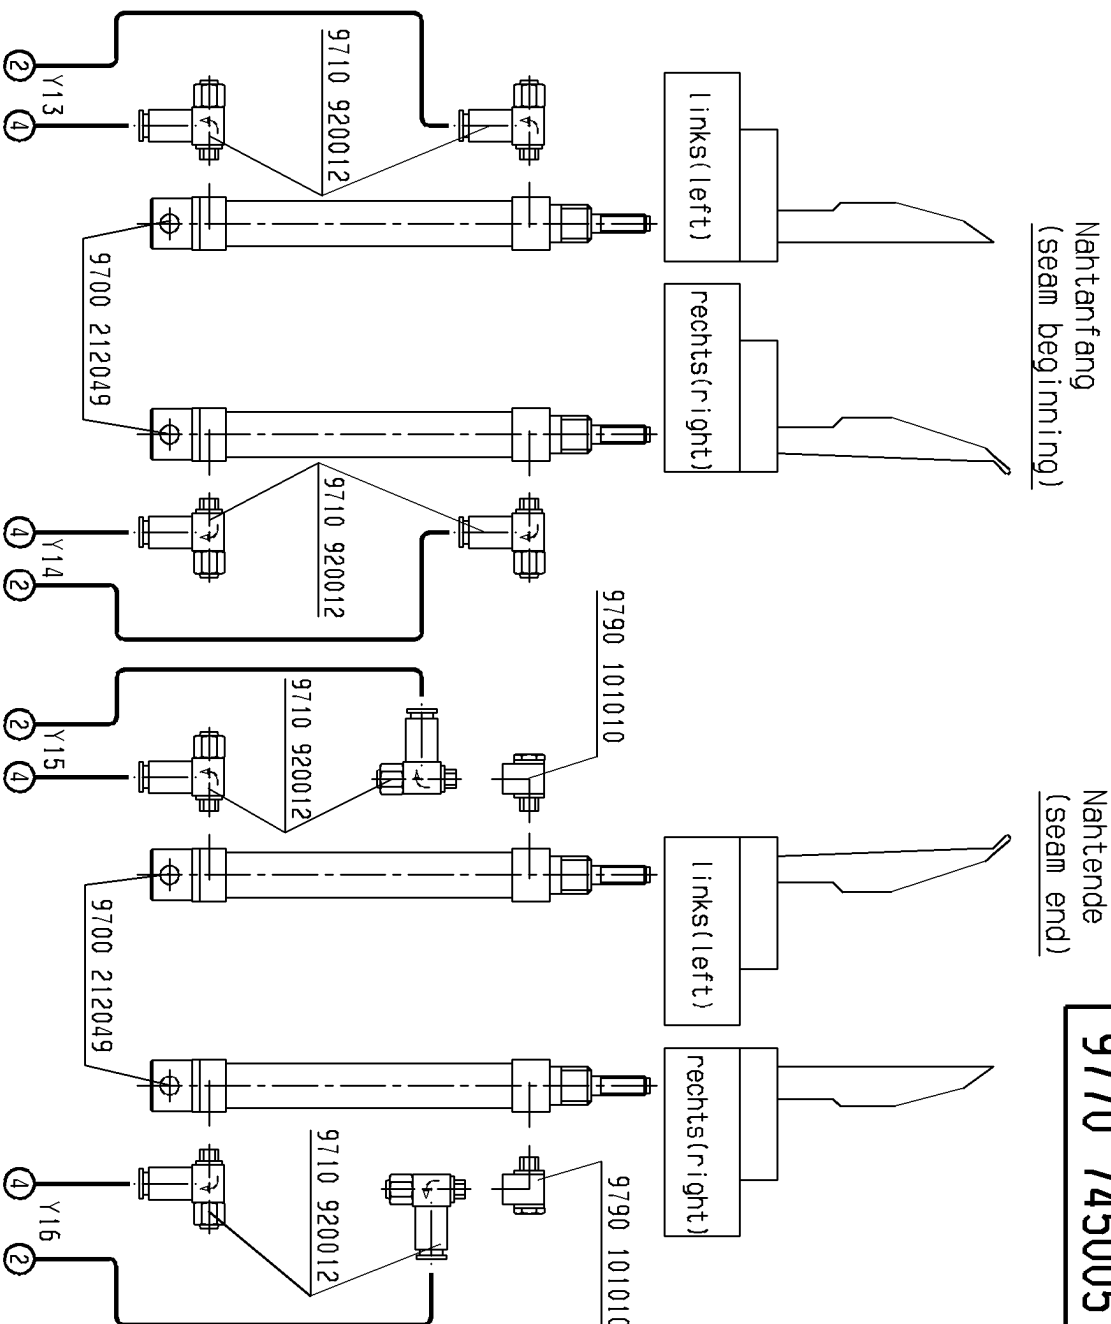 Nahtanfang
(seam beginning)
Nahtende
(seam end)
9770 745005
links(left)
rechts(right)
links(left)
rechts(right)
9790 101010
9790 101010
9710 920012
9710 920012
9710 920012
9710 920012
9700 212049
9700 212049
2
Y13
4
4
Y14
2
2
Y15
4
4
Y16
2